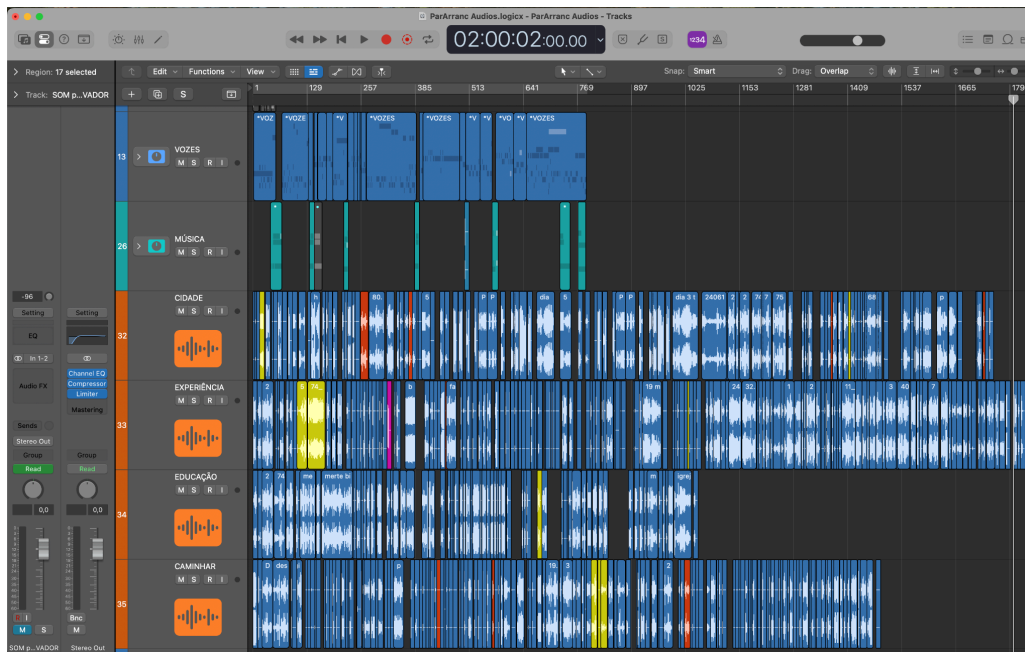 ParArranc Audios.logicx - ParArranc Audios - Tracks
02:00:02:00.00
1234
Region: 17 selected
Edit
Functions
View
Snap: Smart
Drag: Overlap
Track: SOM p...VADOR
S
1 129 257 385 513 641 769 897 1025 1153 1281 1409 1537 1665 1793
*VOZ *VOZE *V *VOZES *VOZES *V *V *VO *V *VOZES
13
VOZES
M S R I
26
MÚSICA
M S R I
-96
Setting Setting
EQ
In 1-2
Audio FX
Channel EQ
Compressor
Limiter
Mastering
Sends
Stereo Out
Group Group
Read Read
0,0 0,0
I Bnc
M S M
SOM p...VADOR Stereo Out
32
CIDADE
M S R I
h 80. 5 P P dia 5 P P dia 3 t 24061 2 2 74 7 75 68 p
33
EXPERIÊNCIA
M S R I
2 5 74_ b fa 19 m 24 32. 1 2 11_ 3 40 7
34
EDUCAÇÃO
M S R I
2 74 me merte bi m igrej
35
CAMINHAR
M S R I
D des p 19. 3 2